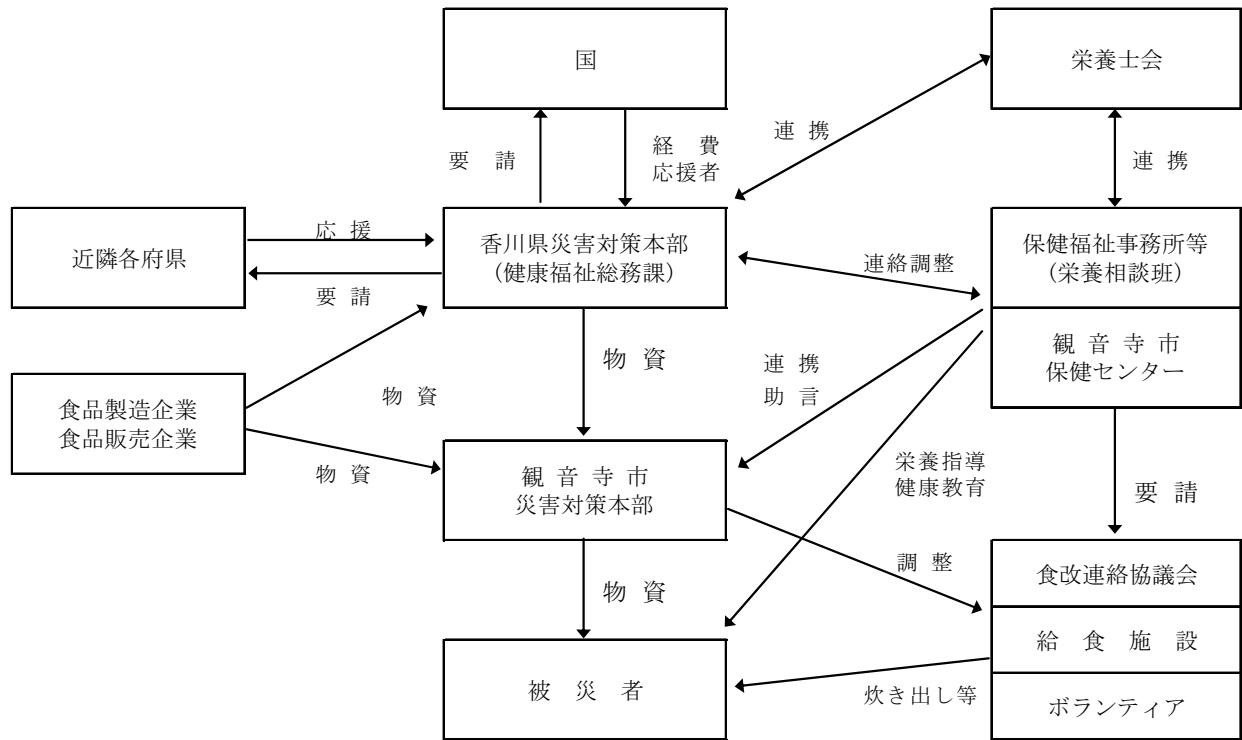 国
栄養士会
要 請
経 費
応援者
連 携
連 携
近隣各府県
応 援
要 請
香川県災害対策本部
（健康福祉総務課）
連絡調整
保健福祉事務所等
（栄養相談班）
観 音 寺 市
保健センター
食品製造企業
食品販売企業
物 資
物 資
物 資
連 携
助 言
観 音 寺 市
災害対策本部
栄養指導
健康教育
要 請
物 資
調 整
食改連絡協議会
給 食 施 設
ボランティア
被 災 者
炊き出し等